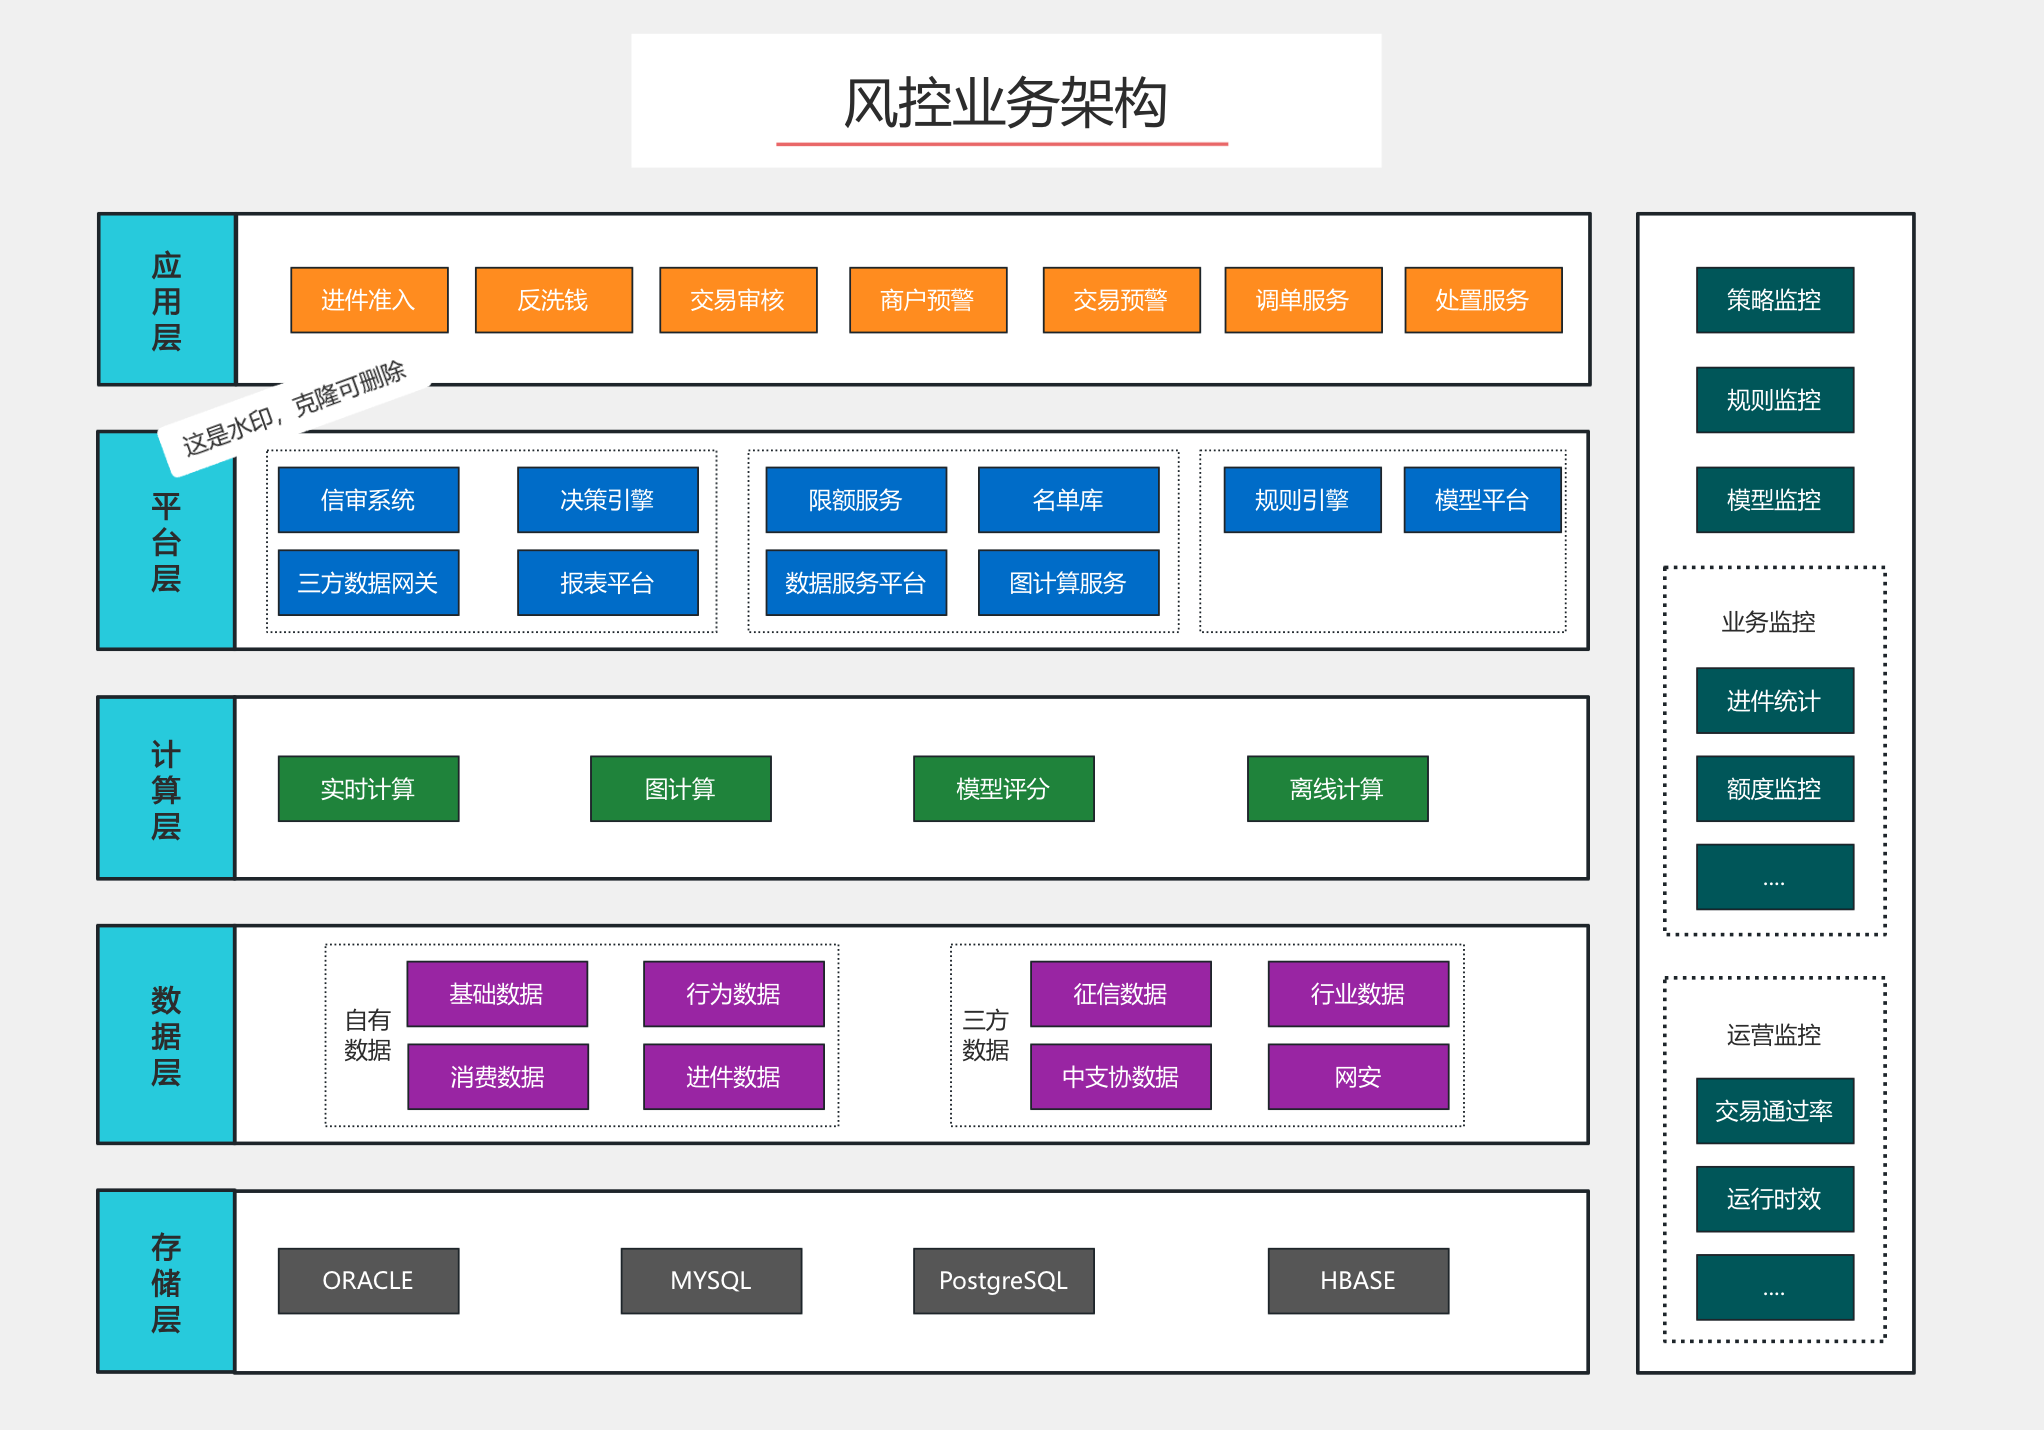 风控业务架构
应
用
层
进件准入
反洗钱
交易审核
商户预警
交易预警
调单服务
处置服务
这是水印，克隆可删除
平
台
层
信审系统
决策引擎
三方数据网关
报表平台
限额服务
名单库
数据服务平台
图计算服务
规则引擎
模型平台
计
算
层
实时计算
图计算
模型评分
离线计算
数
据
层
自有
数据
基础数据
行为数据
消费数据
进件数据
三方
数据
征信数据
行业数据
中支协数据
网安
存
储
层
ORACLE
MYSQL
PostgreSQL
HBASE
策略监控
规则监控
模型监控
业务监控
进件统计
额度监控
....
运营监控
交易通过率
运行时效
....